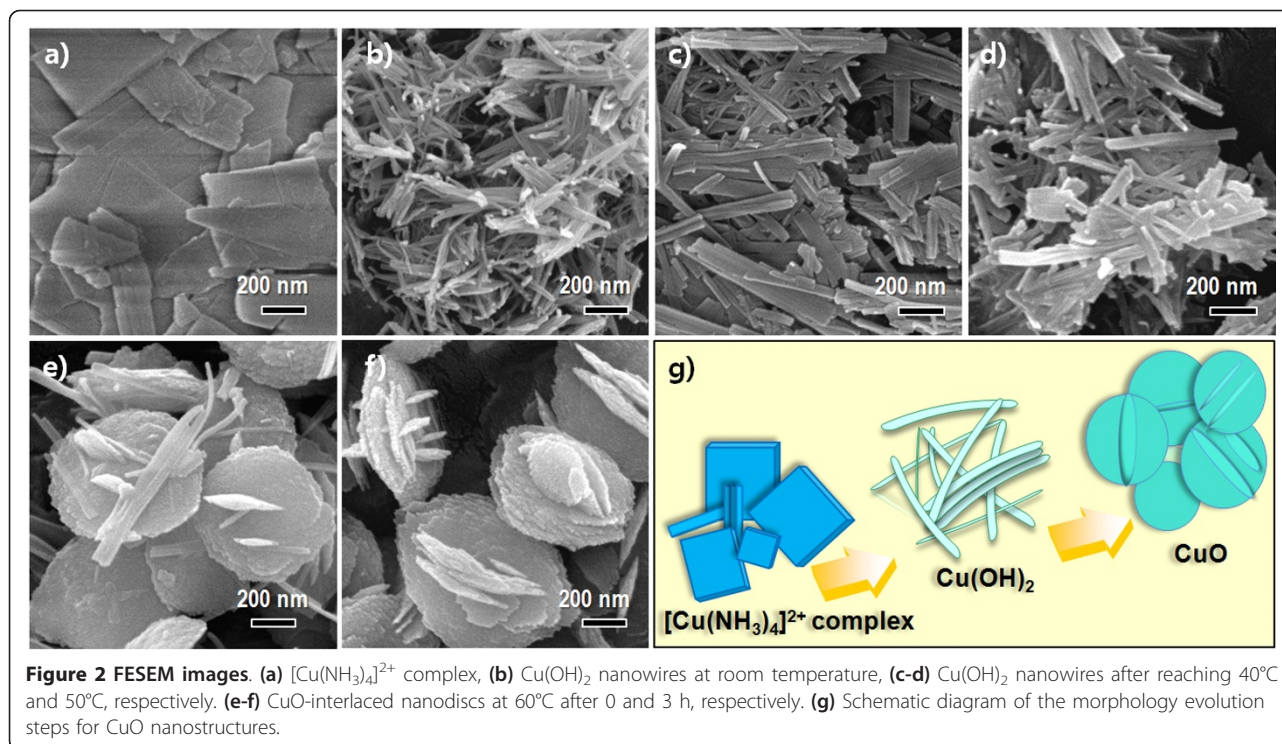 a)
200 nm
b)
200 nm
c)
200 nm
d)
200 nm
e)
200 nm
f)
200 nm
g)
[Cu(NH₃)₄]²⁺ complex
Cu(OH)₂
CuO
Figure 2 FESEM images. (a) [Cu(NH₃)₄]²⁺ complex, (b) Cu(OH)₂ nanowires at room temperature, (c-d) Cu(OH)₂ nanowires after reaching 40°C
and 50°C, respectively. (e-f) CuO-interlaced nanodiscs at 60°C after 0 and 3 h, respectively. (g) Schematic diagram of the morphology evolution
steps for CuO nanostructures.